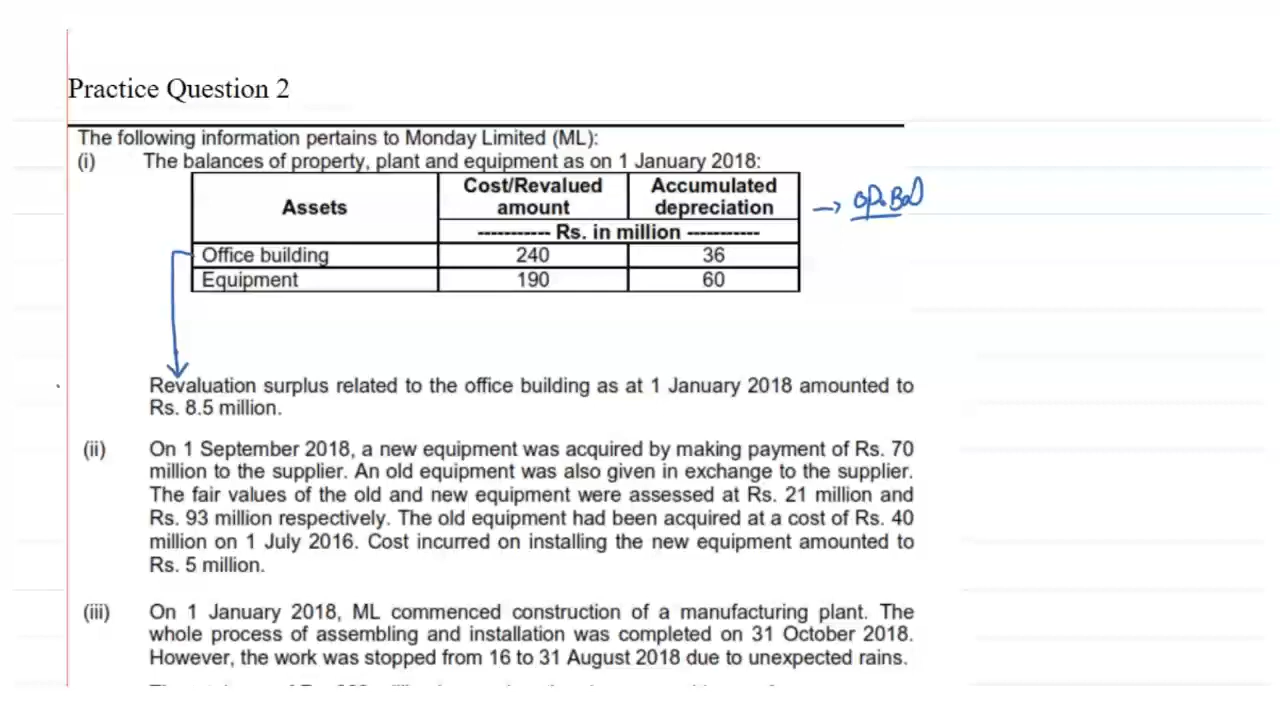 Practice Question 2
The following information pertains to Monday Limited (ML):
(i) The balances of property, plant and equipment as on 1 January 2018:
Assets Cost/Revalued amount Accumulated depreciation
----------- Rs. in million -----------
→ Op. Bal
Office building 240 36
Equipment 190 60
Revaluation surplus related to the office building as at 1 January 2018 amounted to
Rs. 8.5 million.
(ii) On 1 September 2018, a new equipment was acquired by making payment of Rs. 70
million to the supplier. An old equipment was also given in exchange to the supplier.
The fair values of the old and new equipment were assessed at Rs. 21 million and
Rs. 93 million respectively. The old equipment had been acquired at a cost of Rs. 40
million on 1 July 2016. Cost incurred on installing the new equipment amounted to
Rs. 5 million.
(iii) On 1 January 2018, ML commenced construction of a manufacturing plant. The
whole process of assembling and installation was completed on 31 October 2018.
However, the work was stopped from 16 to 31 August 2018 due to unexpected rains.